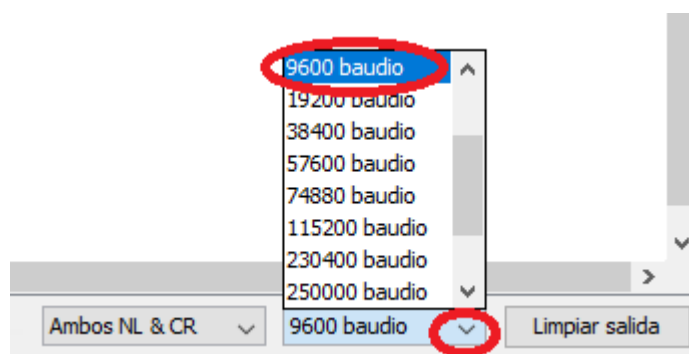 9600 baudio
19200 baudio
38400 baudio
57600 baudio
74880 baudio
115200 baudio
230400 baudio
250000 baudio
Ambos NL & CR
9600 baudio
Limpiar salida